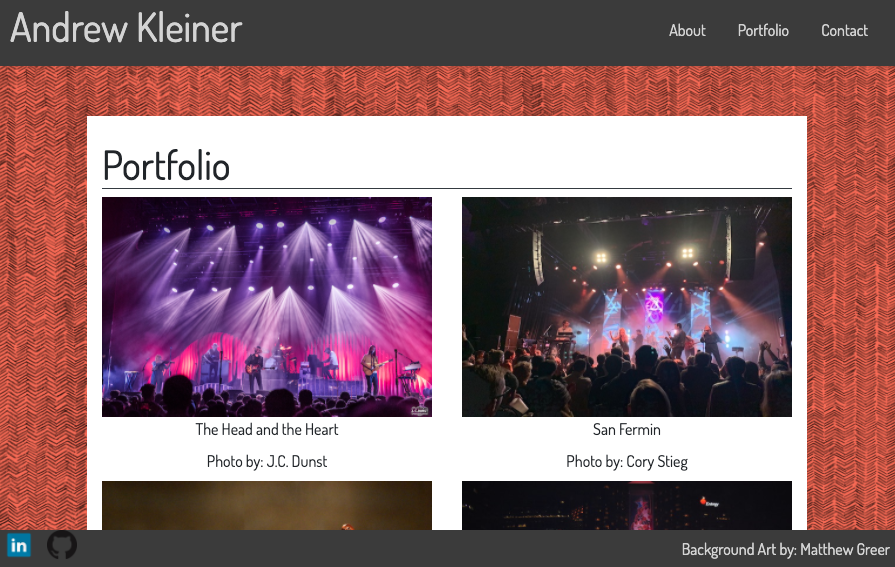 Andrew Kleiner
About Portfolio Contact
Portfolio
The Head and the Heart
San Fermin
Photo by: J.C. Dunst
Photo by: Cory Stieg
in
Background Art by: Matthew Greer